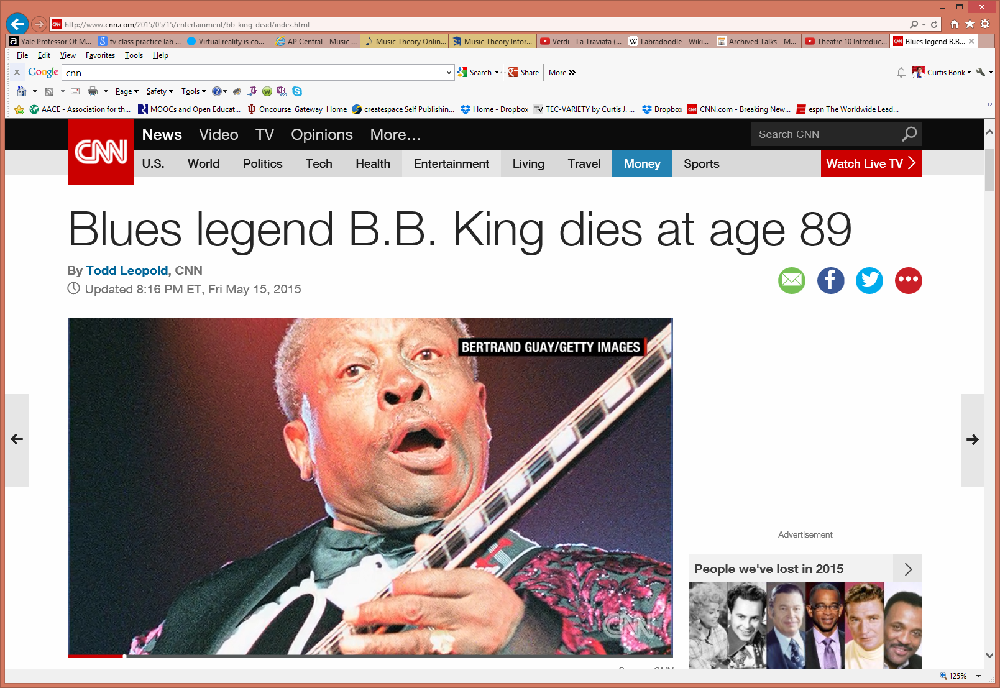 http://www.cnn.com/2015/05/15/entertainment/bb-king-dead/index.html
Yale Professor Of M... tv class practice lab ... Virtual reality is co... AP Central - Music ... Music Theory Onlin... Music Theory Infor... Verdi - La Traviata (... Labradoodle - Wiki... Archived Talks - M... Theatre 10 Introduc... Blues legend B.B...
File Edit View Favorites Tools Help
x Google cnn Search Share More » Curtis Bonk
Page Safety Tools
AACE - Association for th... MOOCs and Open Educat... Oncourse Gateway Home createspace Self Publishin... Home - Dropbox TV TEC-VARIETY by Curtis J. ... Dropbox CNN.com - Breaking New... espn The Worldwide Lead...
CNN News Video TV Opinions More... Search CNN
U.S. World Politics Tech Health Entertainment Living Travel Money Sports Watch Live TV
Blues legend B.B. King dies at age 89
By Todd Leopold, CNN
Updated 8:16 PM ET, Fri May 15, 2015
BERTRAND GUAY/GETTY IMAGES
Advertisement
People we've lost in 2015
CNN
125%